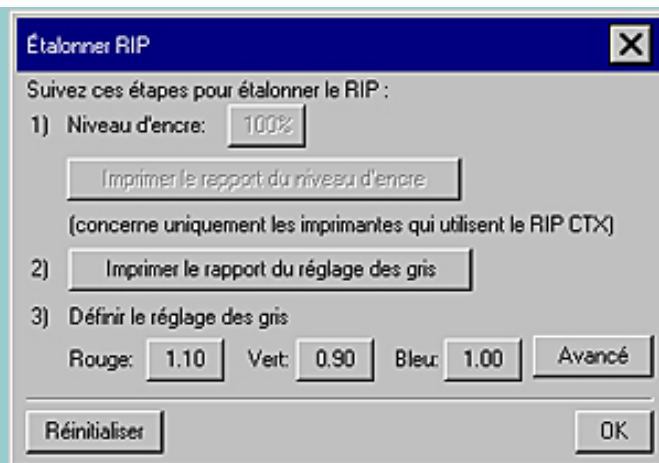 Étalonner RIP
Suivez ces étapes pour étalonner le RIP :
1) Niveau d'encre: 100%
Imprimer le rapport du niveau d'encre
(concerne uniquement les imprimantes qui utilisent le RIP CTX)
2) Imprimer le rapport du réglage des gris
3) Définir le réglage des gris
Rouge: 1.10 Vert: 0.90 Bleu: 1.00 Avancé
Réinitialiser OK